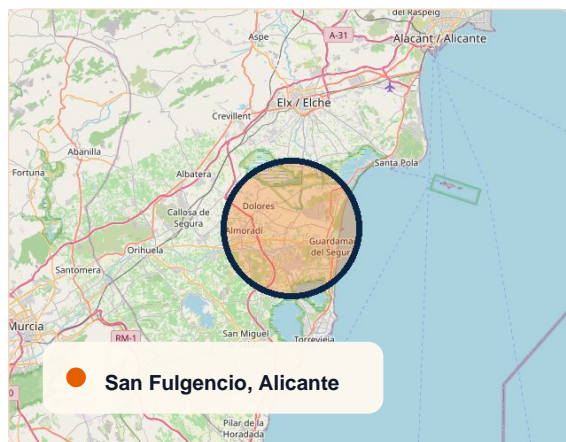 del Raspeig
Aspe
A-31
Alacant / Alicante
Elx / Elche
Crevillent
Abanilla
Santa Pola
Fortuna
Albatera
Dolores
Callosa de
Segura
Almoradí
Guardamar
del Segura
Orihuela
Santomera
Murcia
RM-1
San Miguel
Torrevieja
San Fulgencio, Alicante
Pilar de la
Horadada